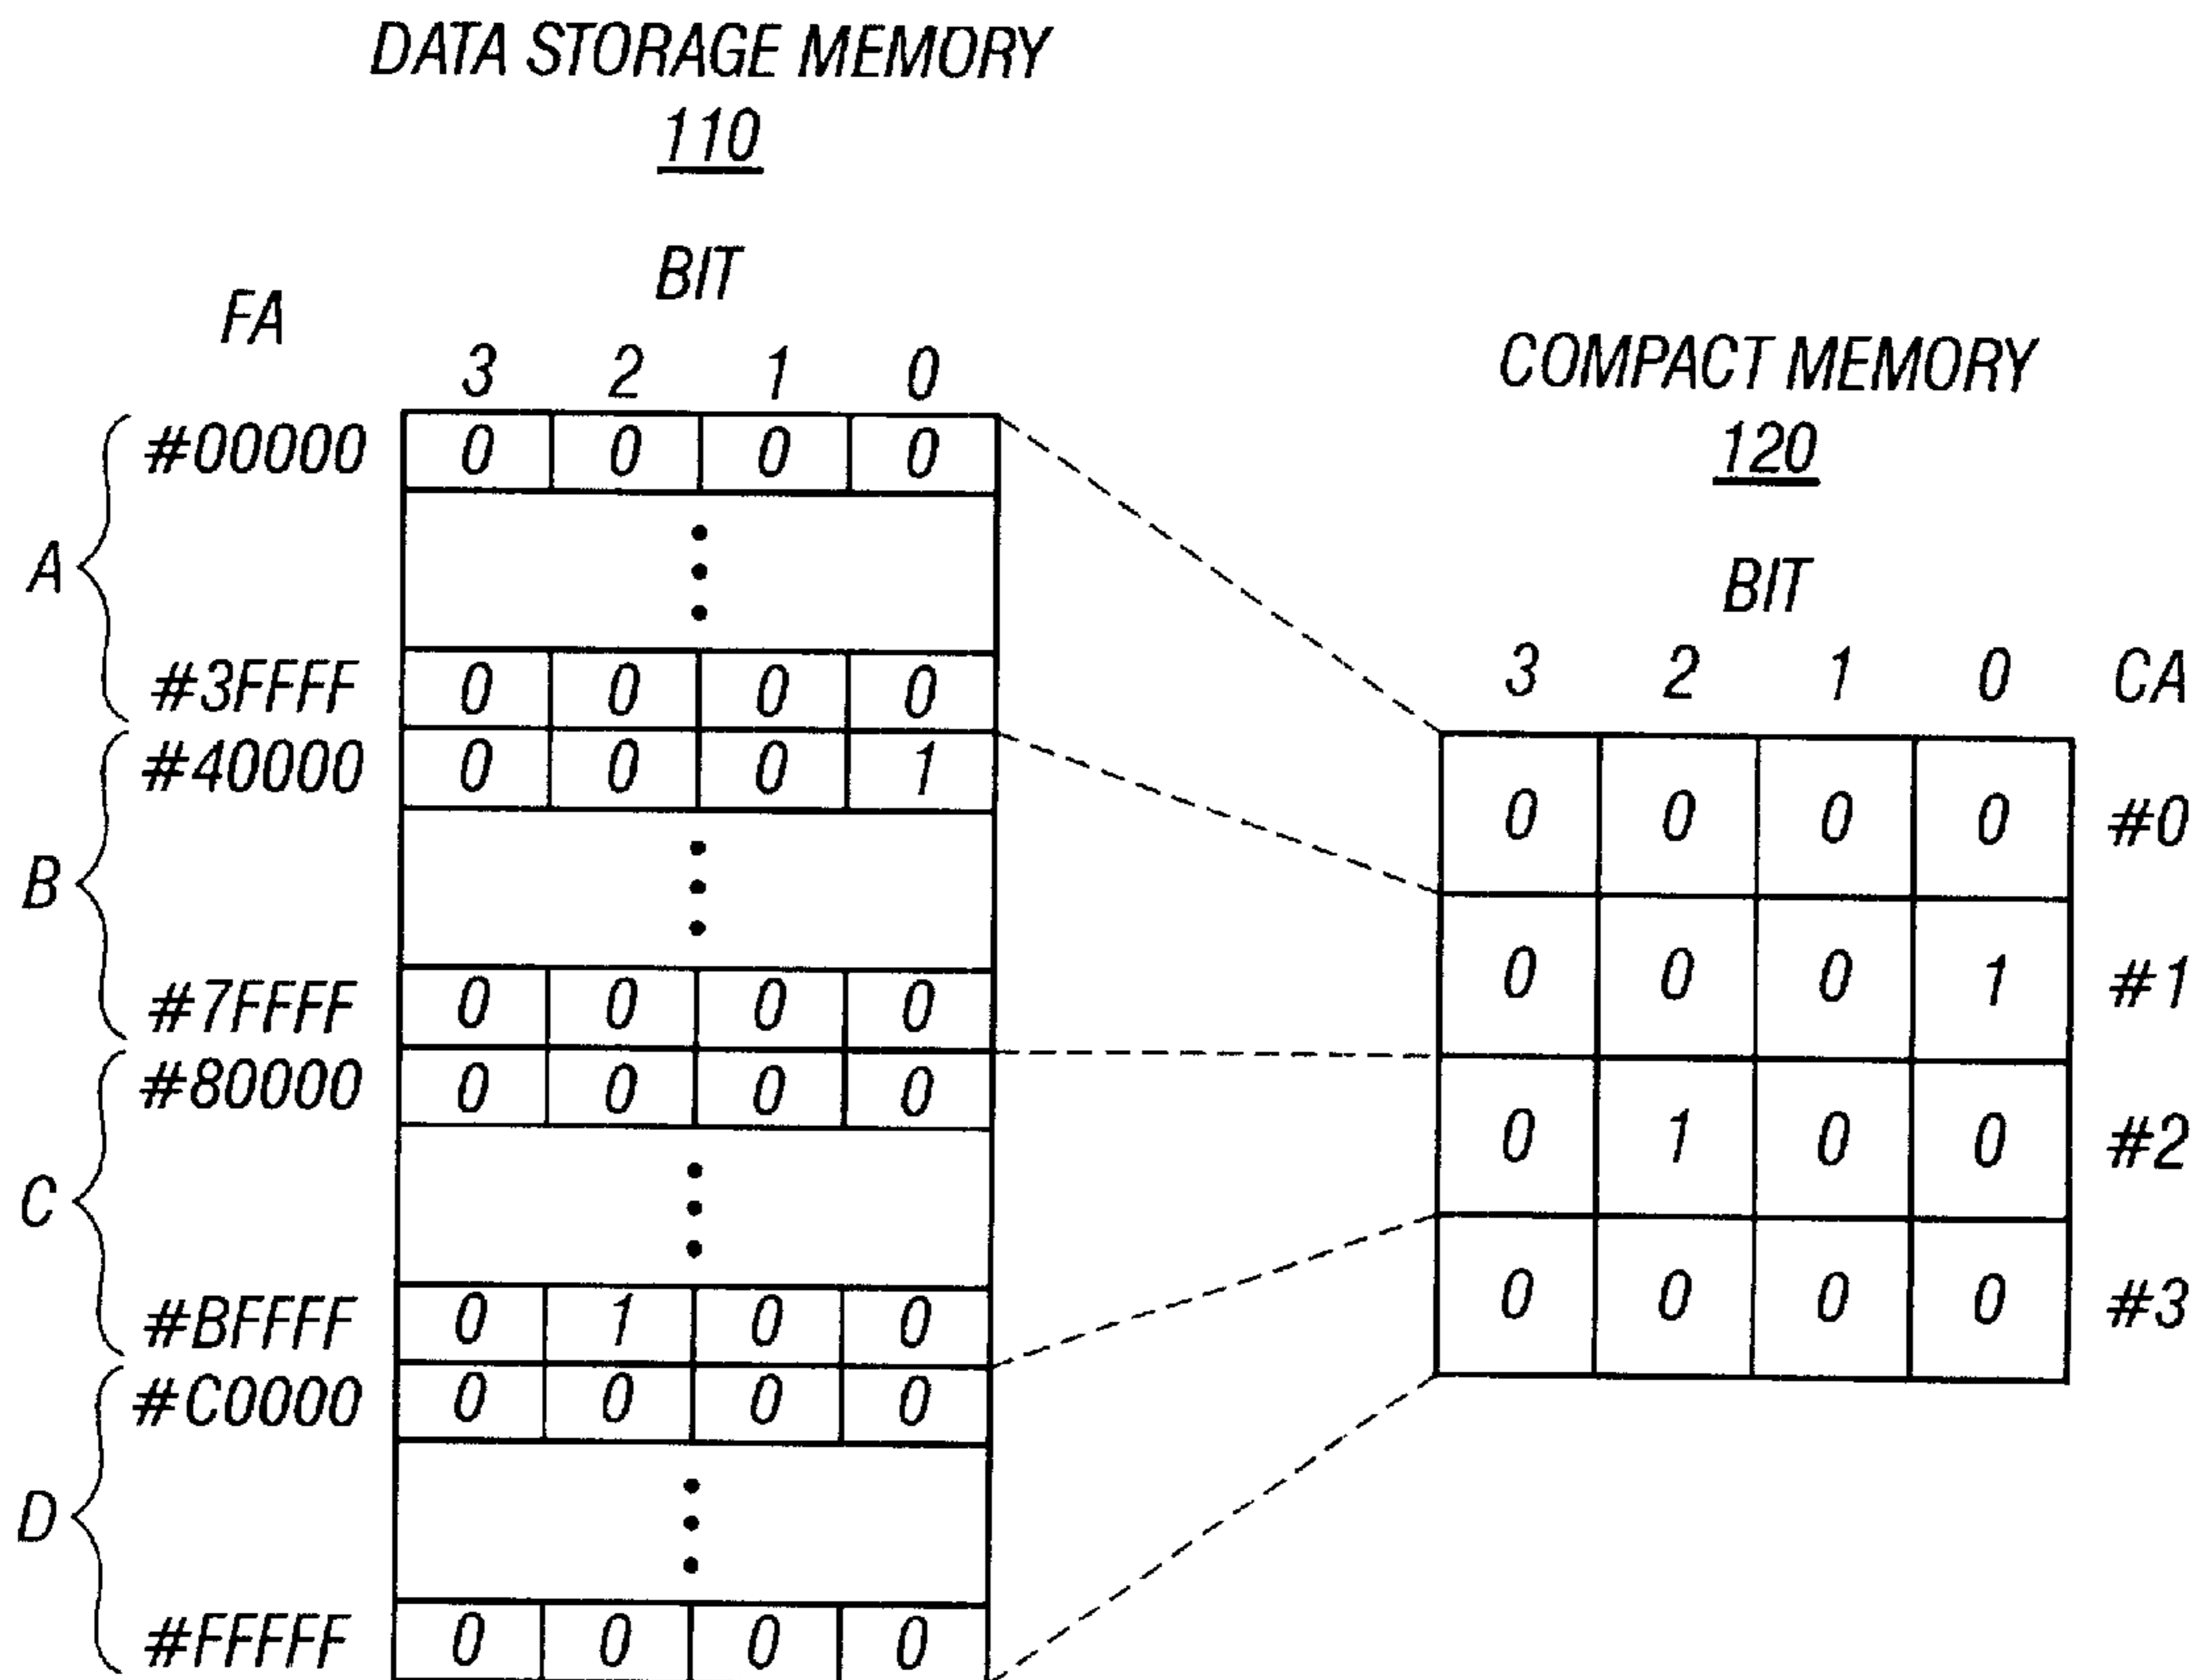 DATA STORAGE MEMORY
110
BIT
FA
3 2 1 0
A
#00000 0 0 0 0
#3FFFF 0 0 0 0
B
#40000 0 0 0 1
#7FFFF 0 0 0 0
C
#80000 0 0 0 0
#BFFFF 0 1 0 0
D
#C0000 0 0 0 0
#FFFFF 0 0 0 0
COMPACT MEMORY
120
BIT
3 2 1 0 CA
0 0 0 0 #0
0 0 0 1 #1
0 1 0 0 #2
0 0 0 0 #3